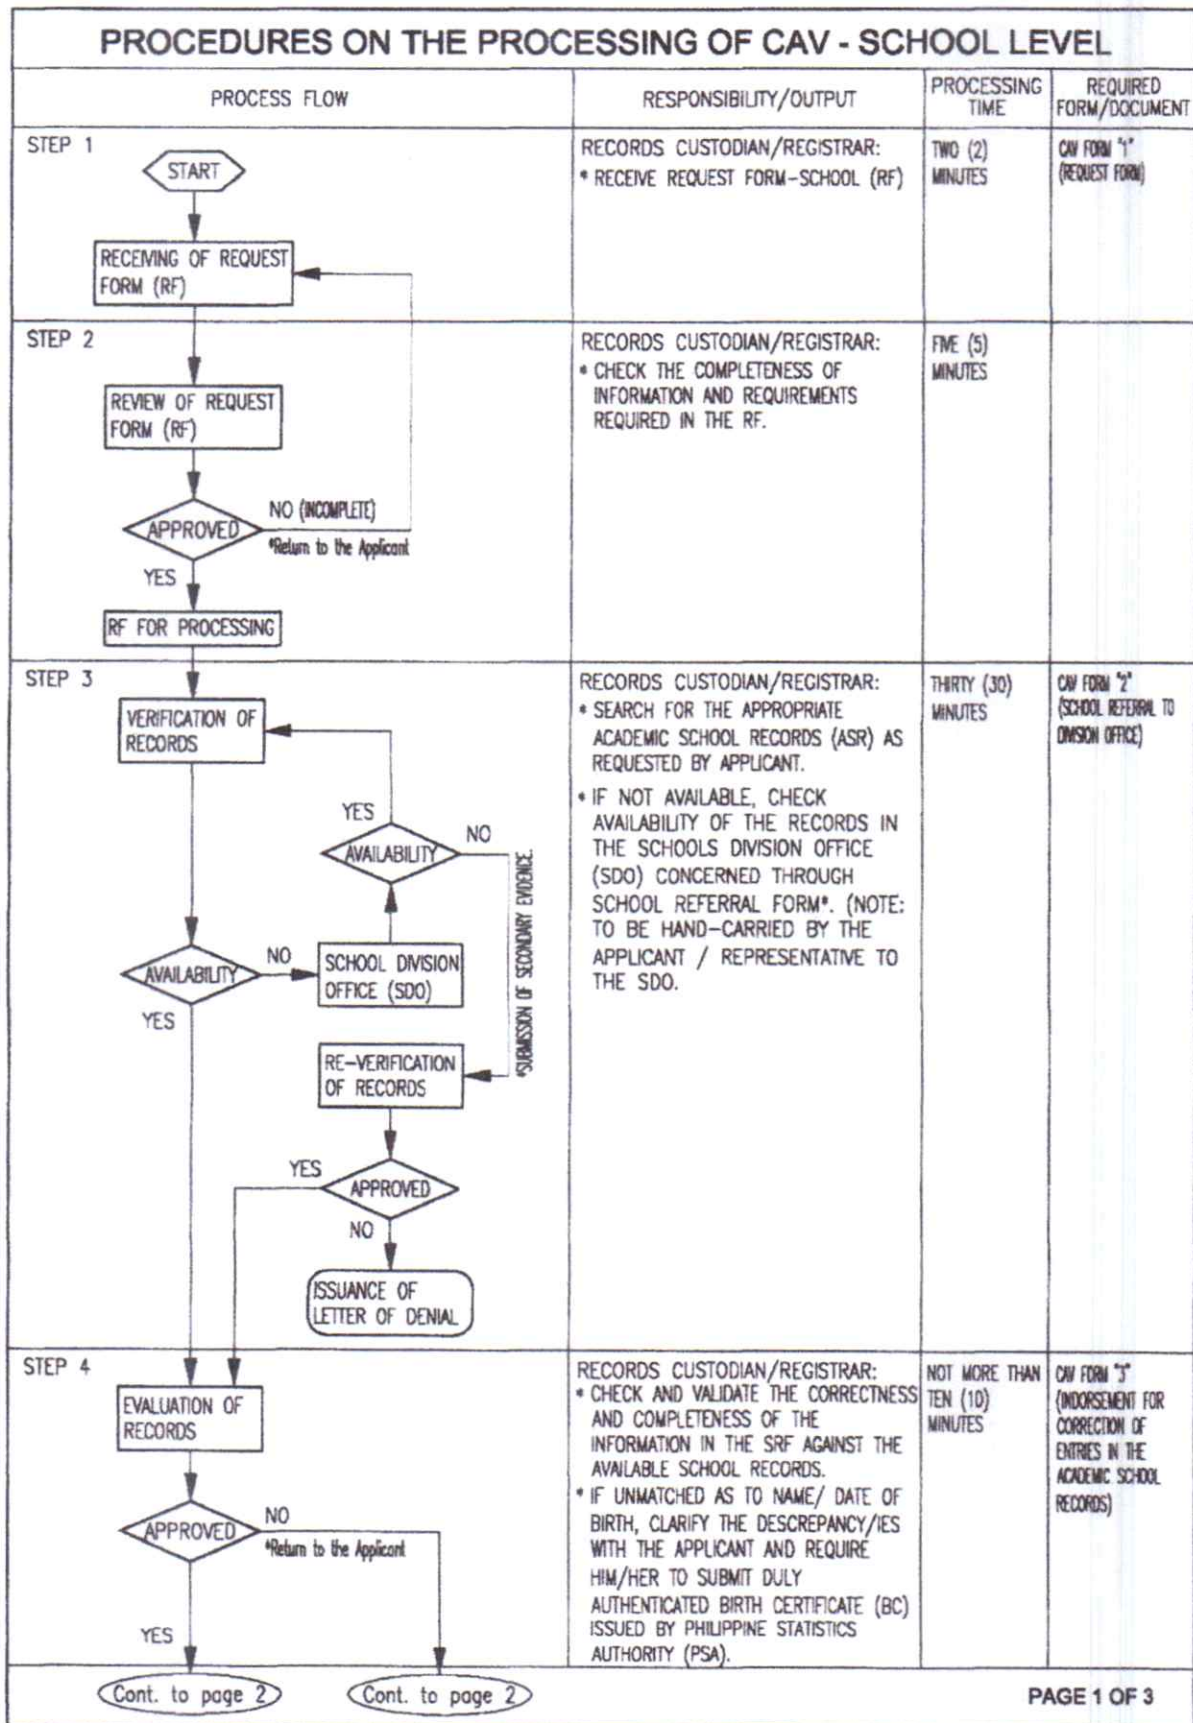 PROCEDURES ON THE PROCESSING OF CAV - SCHOOL LEVEL
PROCESS FLOW
RESPONSIBILITY/OUTPUT
PROCESSING
TIME
REQUIRED
FORM/DOCUMENT
STEP 1
START
RECEIVING OF REQUEST
FORM (RF)
RECORDS CUSTODIAN/REGISTRAR:
* RECEIVE REQUEST FORM-SCHOOL (RF)
TWO (2)
MINUTES
CAV FORM "1"
(REQUEST FORM)
STEP 2
REVIEW OF REQUEST
FORM (RF)
APPROVED
NO (INCOMPLETE)
*Return to the Applicant
YES
RF FOR PROCESSING
RECORDS CUSTODIAN/REGISTRAR:
* CHECK THE COMPLETENESS OF
INFORMATION AND REQUIREMENTS
REQUIRED IN THE RF.
FIVE (5)
MINUTES
STEP 3
VERIFICATION OF
RECORDS
YES
AVAILABILITY
NO
*SUBMISSION OF SECONDARY EVIDENCE.
AVAILABILITY
NO
SCHOOL DIVISION
OFFICE (SDO)
YES
RE-VERIFICATION
OF RECORDS
YES
APPROVED
NO
ISSUANCE OF
LETTER OF DENIAL
RECORDS CUSTODIAN/REGISTRAR:
* SEARCH FOR THE APPROPRIATE
ACADEMIC SCHOOL RECORDS (ASR) AS
REQUESTED BY APPLICANT.
* IF NOT AVAILABLE, CHECK
AVAILABILITY OF THE RECORDS IN
THE SCHOOLS DIVISION OFFICE
(SDO) CONCERNED THROUGH
SCHOOL REFERRAL FORM*. (NOTE:
TO BE HAND-CARRIED BY THE
APPLICANT / REPRESENTATIVE TO
THE SDO.
THIRTY (30)
MINUTES
CAV FORM "2"
(SCHOOL REFERRAL TO
DIVISION OFFICE)
STEP 4
EVALUATION OF
RECORDS
APPROVED
NO
*Return to the Applicant
YES
RECORDS CUSTODIAN/REGISTRAR:
* CHECK AND VALIDATE THE CORRECTNESS
AND COMPLETENESS OF THE
INFORMATION IN THE SRF AGAINST THE
AVAILABLE SCHOOL RECORDS.
* IF UNMATCHED AS TO NAME/ DATE OF
BIRTH, CLARIFY THE DESCREPANCY/IES
WITH THE APPLICANT AND REQUIRE
HIM/HER TO SUBMIT DULY
AUTHENTICATED BIRTH CERTIFICATE (BC)
ISSUED BY PHILIPPINE STATISTICS
AUTHORITY (PSA).
NOT MORE THAN
TEN (10)
MINUTES
CAV FORM "3"
(INDORSEMENT FOR
CORRECTION OF
ENTRIES IN THE
ACADEMIC SCHOOL
RECORDS)
Cont. to page 2
Cont. to page 2
PAGE 1 OF 3